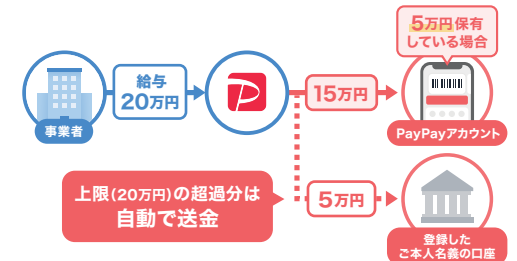 5万円保有
している場合
給与
20万円
15万円
事業者
PayPayアカウント
上限(20万円)の超過分は
自動で送金
5万円
登録した
ご本人名義の口座